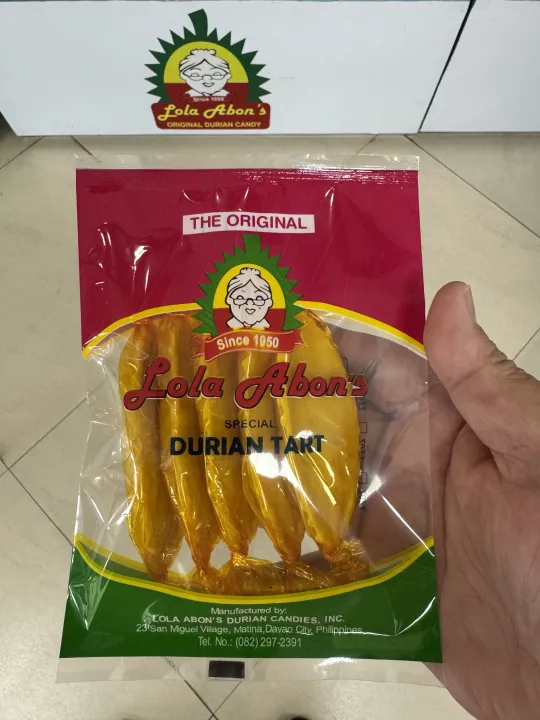 Since 1950
Lola Abon's
ORIGINAL DURIAN CANDY
THE ORIGINAL
Since 1950
Lola Abon's
SPECIAL
DURIAN TART
Manufactured by:
LOLA ABON'S DURIAN CANDIES, INC.
23 San Miguel Village, Matina,Davao City, Philippines
Tel. No.: (082) 297-2391